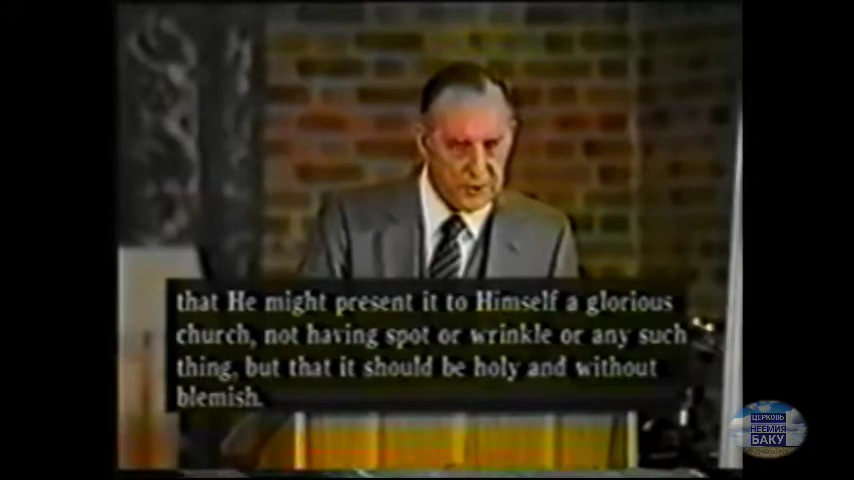 that He might present it to Himself a glorious
church, not having spot or wrinkle or any such
thing, but that it should be holy and without
blemish.
ЦЕРКОВЬ
НЕЕМИЯ
БАКУ